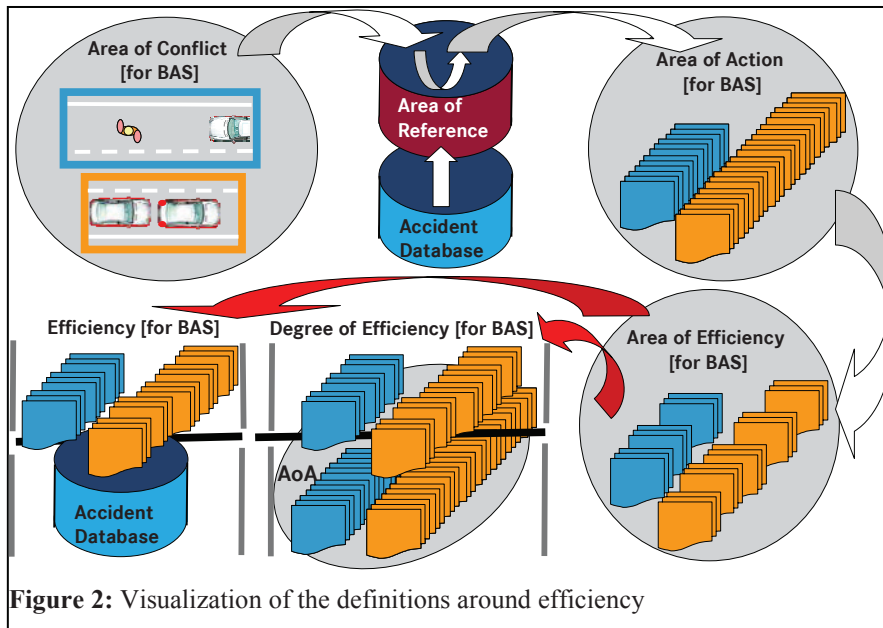 Area of Conflict
[for BAS]
Area of
Reference
Accident
Database
Area of Action
[for BAS]
Efficiency [for BAS]
Degree of Efficiency [for BAS]
Area of Efficiency
[for BAS]
AoA
Accident
Database
Figure 2: Visualization of the definitions around efficiency